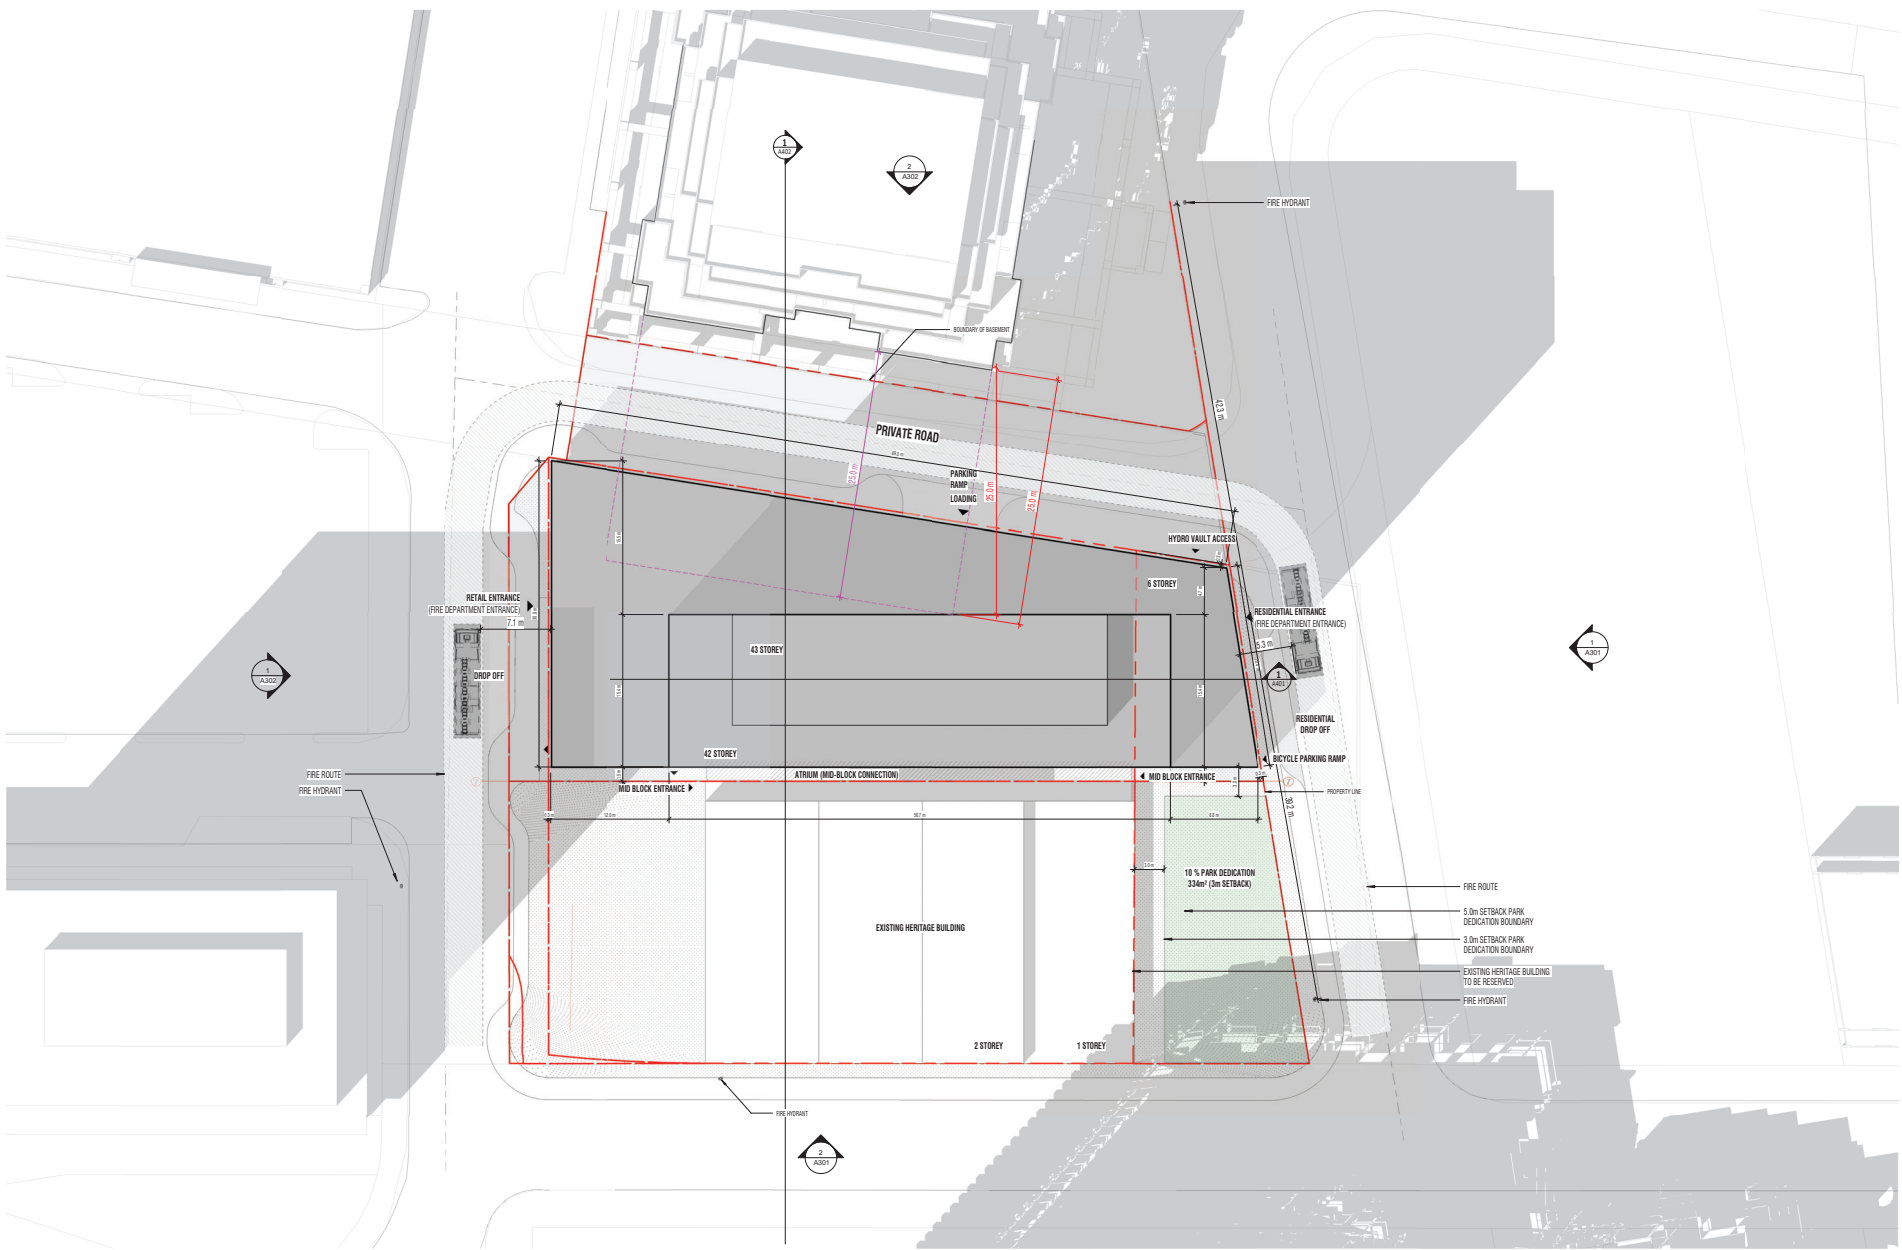 1
A402
2
A302
FIRE HYDRANT
BOUNDARY OF BASEMENT
42.3 m
PRIVATE ROAD
25.0 m
PARKING
RAMP
LOADING
25.0 m
25.0 m
HYDRO VAULT ACCESS
6 STOREY
RETAIL ENTRANCE
(FIRE DEPARTMENT ENTRANCE)
7.1 m
RESIDENTIAL ENTRANCE
(FIRE DEPARTMENT ENTRANCE)
5.3 m
1
A301
43 STOREY
1
A302
DROP OFF
1
A401
RESIDENTIAL
DROP OFF
42 STOREY
BICYCLE PARKING RAMP
FIRE ROUTE
ATRIUM (MID-BLOCK CONNECTION)
MID BLOCK ENTRANCE
MID BLOCK ENTRANCE
FIRE HYDRANT
PROPERTY LINE
39.2 m
12.0 m
3.0 m
10 % PARK DEDICATION
334m² (3m SETBACK)
FIRE ROUTE
5.0m SETBACK PARK
DEDICATION BOUNDARY
EXISTING HERITAGE BUILDING
3.0m SETBACK PARK
DEDICATION BOUNDARY
EXISTING HERITAGE BUILDING
TO BE RESERVED
FIRE HYDRANT
2 STOREY
1 STOREY
FIRE HYDRANT
2
A301